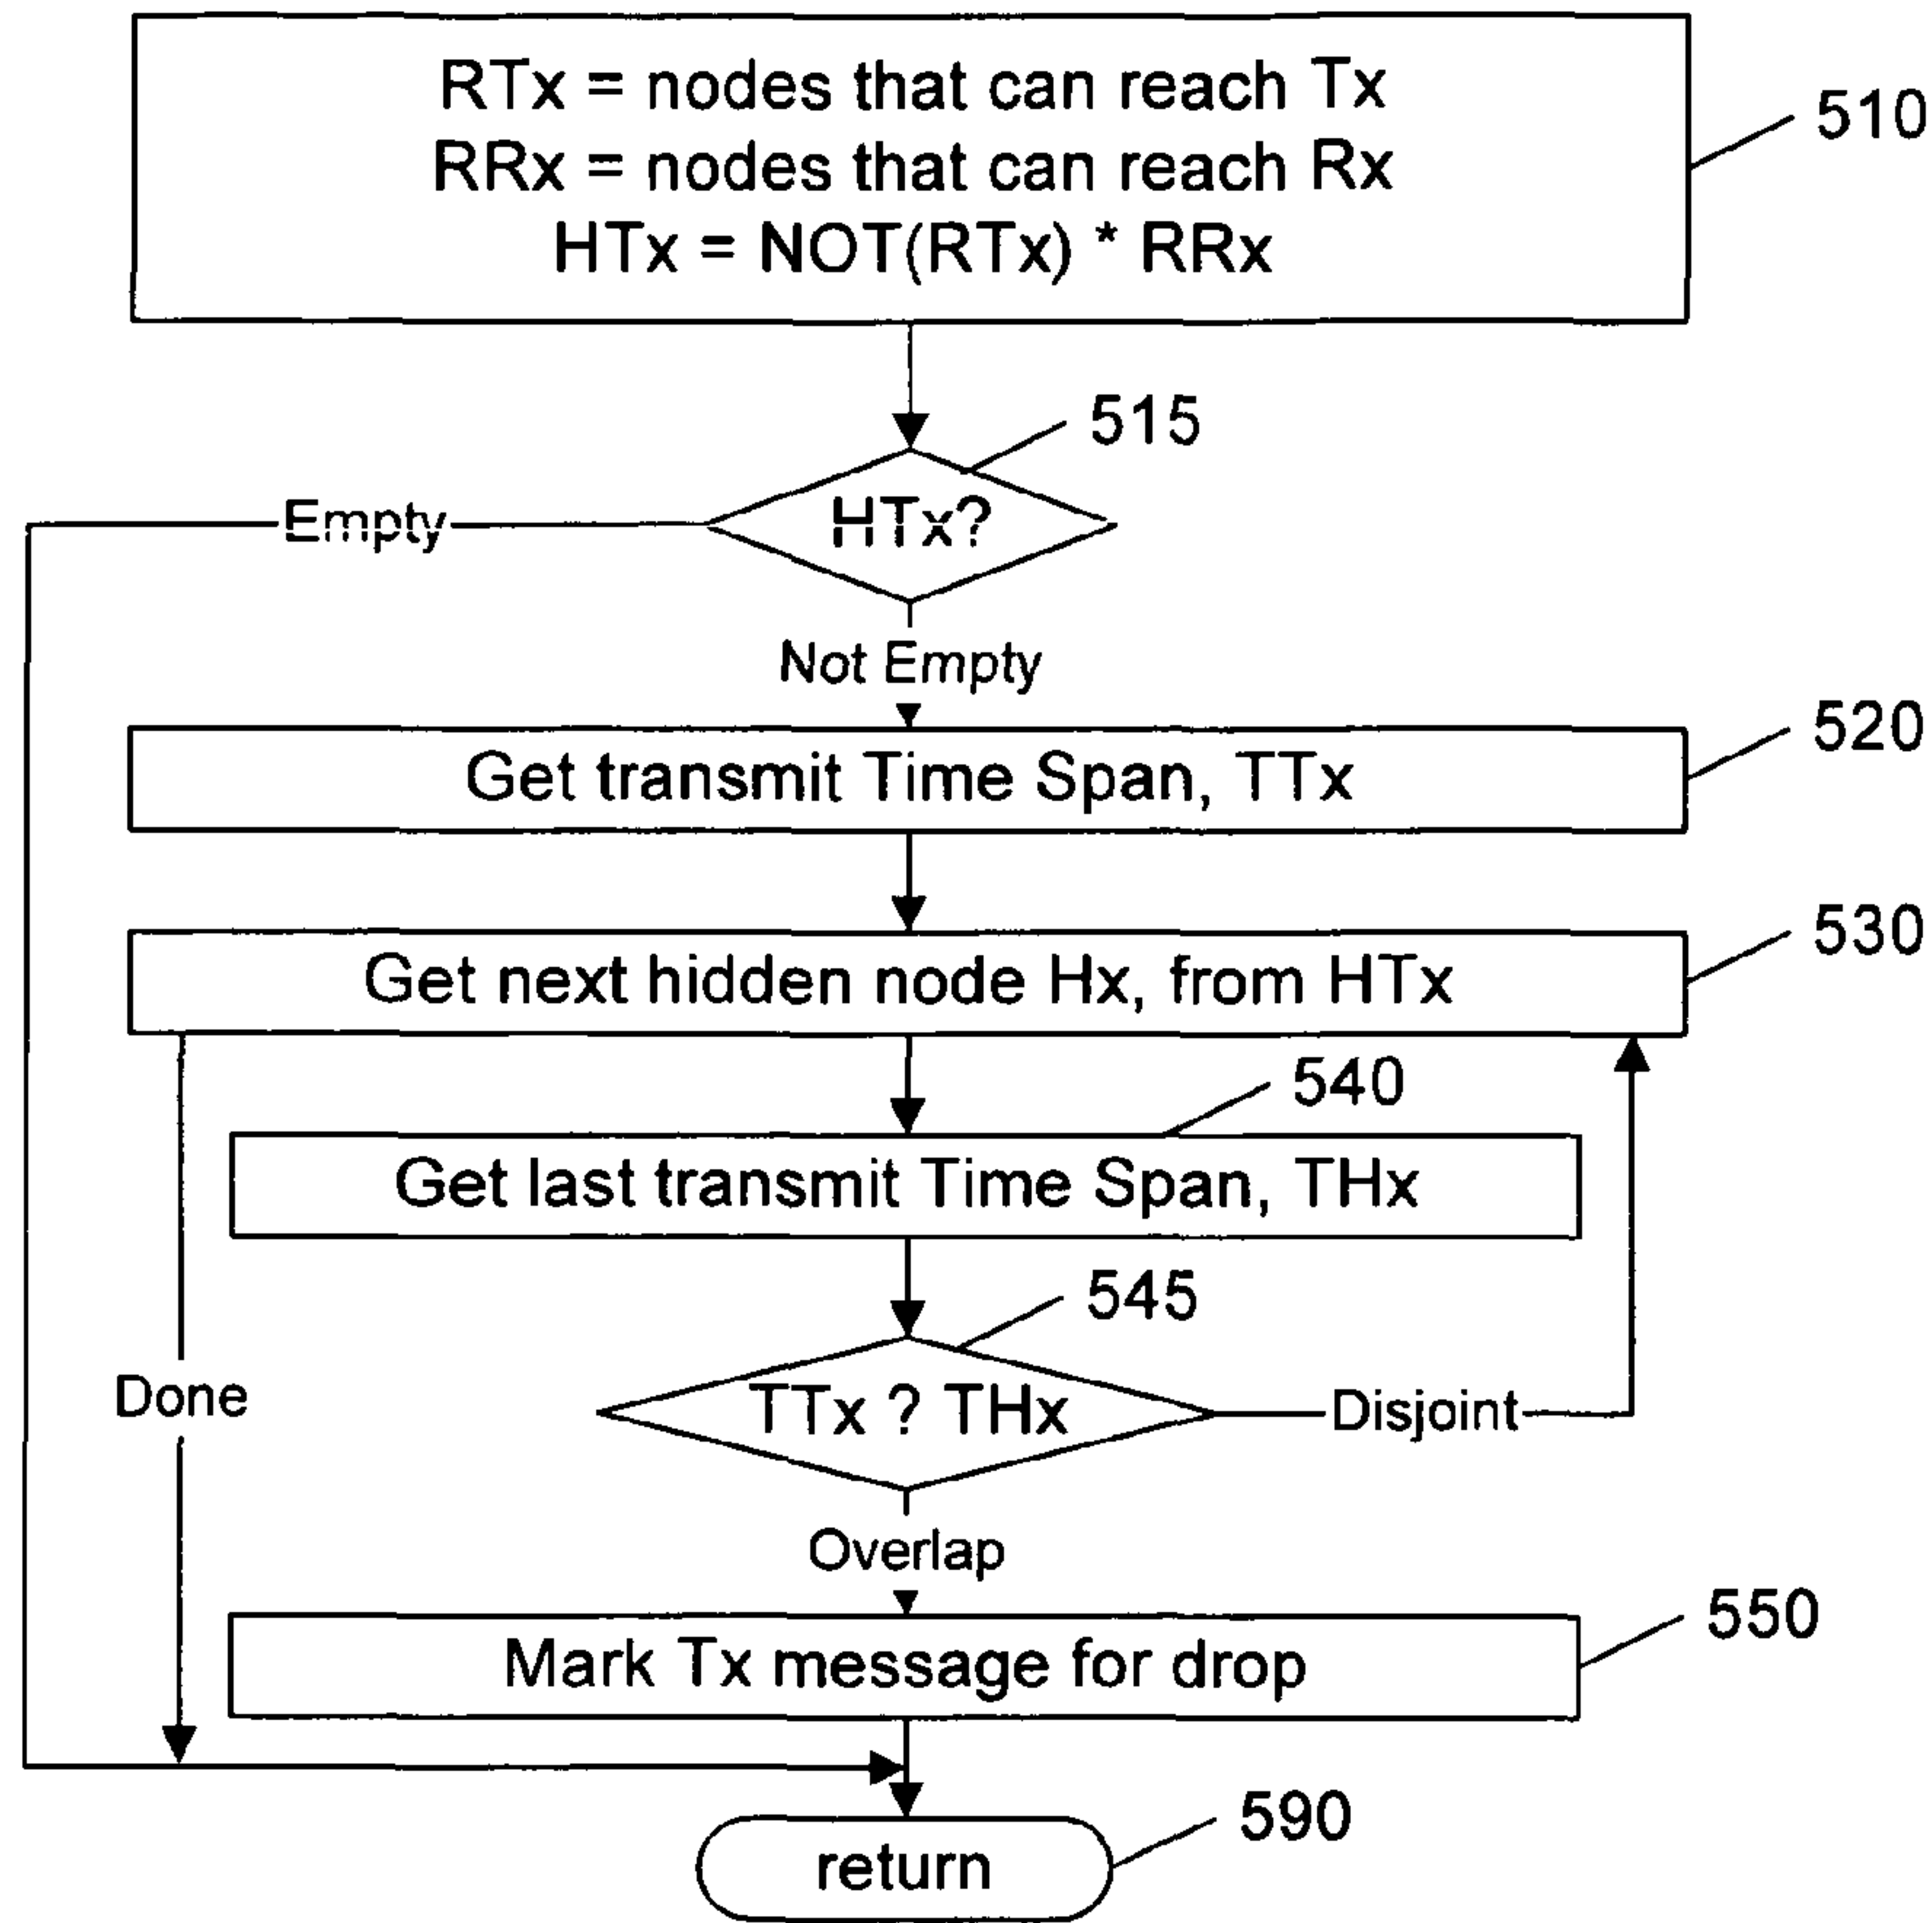 RTx = nodes that can reach Tx
RRx = nodes that can reach Rx
HTx = NOT(RTx) * RRx
510
515
HTx?
Empty
Not Empty
520
Get transmit Time Span, TTx
530
Get next hidden node Hx, from HTx
540
Get last transmit Time Span, THx
545
TTx ? THx
Disjoint
Done
Overlap
550
Mark Tx message for drop
590
return